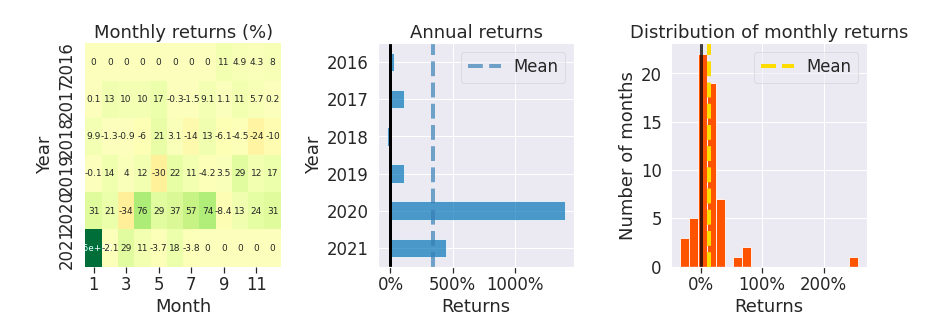 Monthly returns (%)
Year
2016 0 0 0 0 0 0 0 0 11 4.9 4.3 8
2017 0.1 13 10 10 17 -0.3 -1.5 9.1 1.1 11 5.7 0.2
2018 9.9 -1.3 -0.9 -6 21 3.1 -14 13 -6.1 -4.5 -24 -10
2019 -0.1 14 4 12 -30 22 11 -4.2 3.5 29 12 17
2020 31 21 -34 76 29 37 57 74 -8.4 13 24 31
2021 -2.1 29 11 -3.7 18 -3.8 0 0 0 0 0
1 3 5 7 9 11
Month
Annual returns
Mean
Year
2016
2017
2018
2019
2020
2021
0% 500% 1000%
Returns
Distribution of monthly returns
Mean
Number of months
20
15
10
5
0
0% 100% 200%
Returns